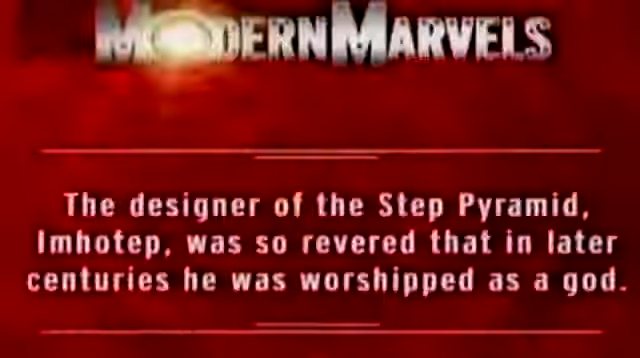 MODERN MARVELS
The designer of the Step Pyramid,
Imhotep, was so revered that in later
centuries he was worshipped as a god.